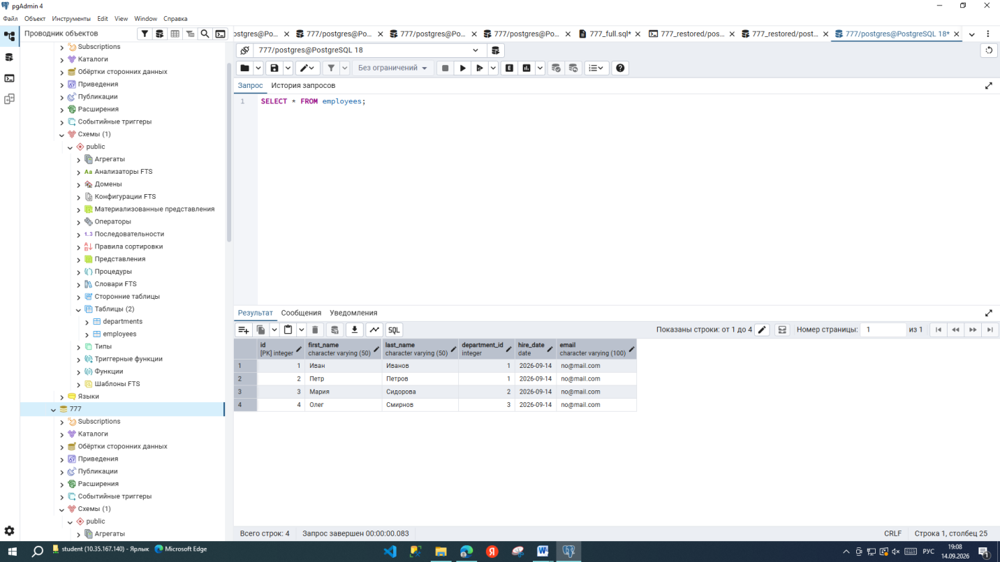 pgAdmin 4
Файл Объект Инструменты Edit View Window Справка
Проводник объектов
ostgres@Po... 777/postgres@Po... 777/postgres@Po... 777/postgres@Po... 777_full.sql* 777_restored/pos... 777_restored/post... 777/postgres@PostgreSQL 18*
777/postgres@PostgreSQL 18
Без ограничений
Запрос История запросов
1 SELECT * FROM employees;
Subscriptions
Каталоги
Обёртки сторонних данных
Приведения
Публикации
Расширения
Событийные триггеры
Схемы (1)
public
Агрегаты
Aa Анализаторы FTS
Домены
Конфигурации FTS
Материализованные представления
Операторы
1..3 Последовательности
Правила сортировки
Представления
Процедуры
Словари FTS
Сторонние таблицы
Таблицы (2)
departments
employees
Типы
Триггерные функции
Функции
Шаблоны FTS
Языки
777
Subscriptions
Каталоги
Обёртки сторонних данных
Приведения
Публикации
Расширения
Событийные триггеры
Схемы (1)
public
Агрегаты
Результат Сообщения Уведомления
SQL
Показаны строки: от 1 до 4 Номер страницы: 1 из 1
id first_name last_name department_id hire_date email
[PK] integer character varying (50) character varying (50) integer date character varying (100)
1 1 Иван Иванов 1 2026-09-14 no@mail.com
2 2 Петр Петров 1 2026-09-14 no@mail.com
3 3 Мария Сидорова 2 2026-09-14 no@mail.com
4 4 Олег Смирнов 3 2026-09-14 no@mail.com
Всего строк: 4 Запрос завершен 00:00:00.083 CRLF Строка 1, столбец 25
student (10.35.167.140) - Ярлык Microsoft Edge
РУС
19:08
14.09.2026
1